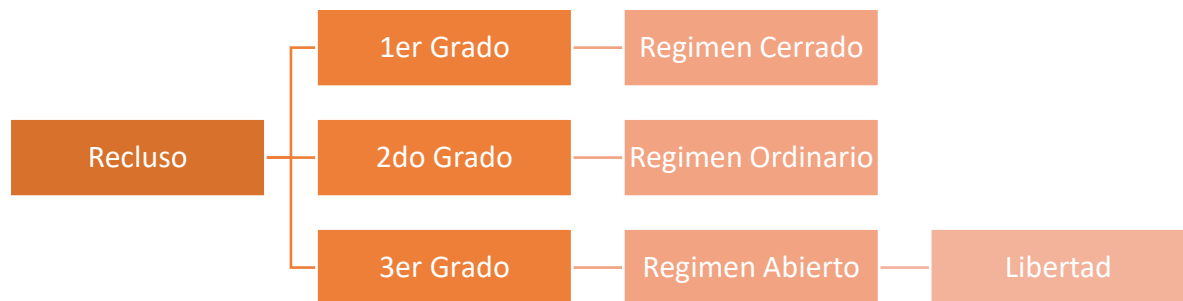 1er Grado
Regimen Cerrado
Recluso
2do Grado
Regimen Ordinario
3er Grado
Regimen Abierto
Libertad